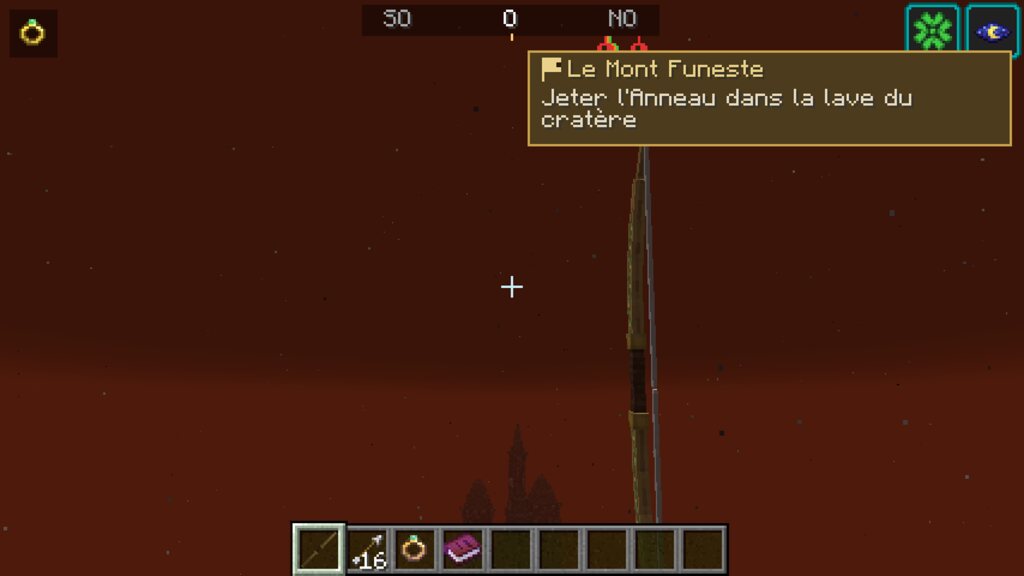 SO O NO
Le Mont Funeste
Jeter l'Anneau dans la lave du
cratère
+16